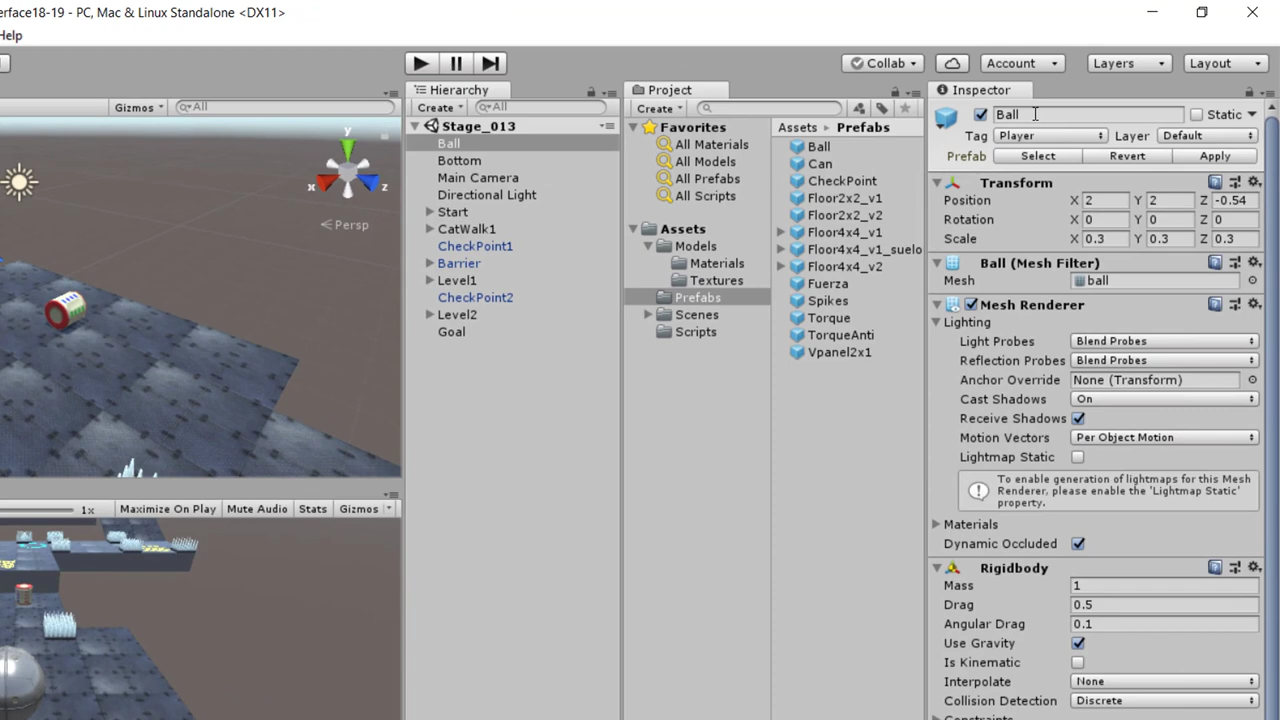 erface18-19 - PC, Mac & Linux Standalone <DX11>
Help
Collab
Account
Layers
Layout
Gizmos
All
y
x
z
Persp
1x
Maximize On Play
Mute Audio
Stats
Gizmos
Hierarchy
Create
All
Stage_013
Ball
Bottom
Main Camera
Directional Light
Start
CatWalk1
CheckPoint1
Barrier
Level1
CheckPoint2
Level2
Goal
Project
Create
Favorites
All Materials
All Models
All Prefabs
All Scripts
Assets
Models
Materials
Textures
Prefabs
Scenes
Scripts
Assets Prefabs
Ball
Can
CheckPoint
Floor2x2_v1
Floor2x2_v2
Floor4x4_v1
Floor4x4_v1_suelo
Floor4x4_v2
Fuerza
Spikes
Torque
TorqueAnti
Vpanel2x1
Inspector
Ball Static
Tag Player Layer Default
Prefab Select Revert Apply
Transform
Position X 2 Y 2 Z -0.54
Rotation X 0 Y 0 Z 0
Scale X 0.3 Y 0.3 Z 0.3
Ball (Mesh Filter)
Mesh ball
Mesh Renderer
Lighting
Light Probes Blend Probes
Reflection Probes Blend Probes
Anchor Override None (Transform)
Cast Shadows On
Receive Shadows
Motion Vectors Per Object Motion
Lightmap Static
To enable generation of lightmaps for this Mesh
Renderer, please enable the 'Lightmap Static'
property.
Materials
Dynamic Occluded
Rigidbody
Mass 1
Drag 0.5
Angular Drag 0.1
Use Gravity
Is Kinematic
Interpolate None
Collision Detection Discrete
Constraints